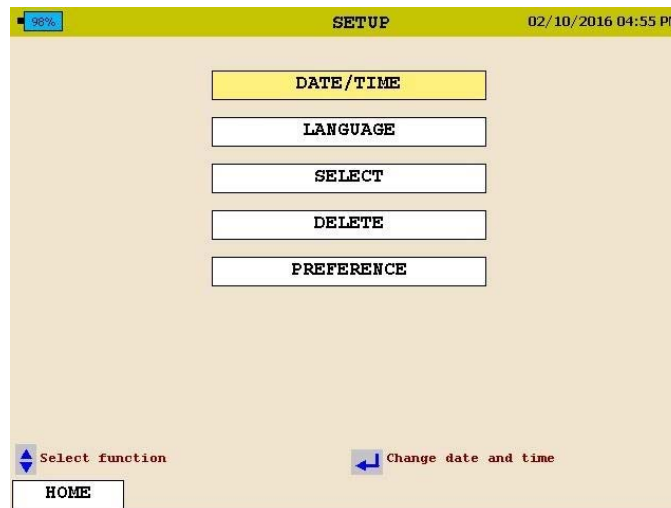 98% SETUP 02/10/2016 04:55 P
DATE/TIME
LANGUAGE
SELECT
DELETE
PREFERENCE
Select function Change date and time
HOME